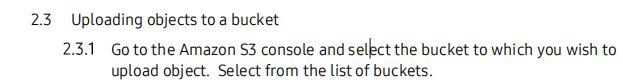 2.3 Uploading objects to a bucket
2.3.1 Go to the Amazon S3 console and select the bucket to which you wish to
upload object. Select from the list of buckets.